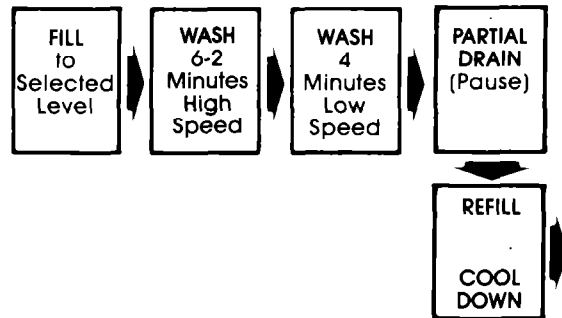 FILL
to
Selected
Level
WASH
6-2
Minutes
High
Speed
WASH
4
Minutes
Low
Speed
PARTIAL
DRAIN
(Pause)
REFILL
COOL
DOWN